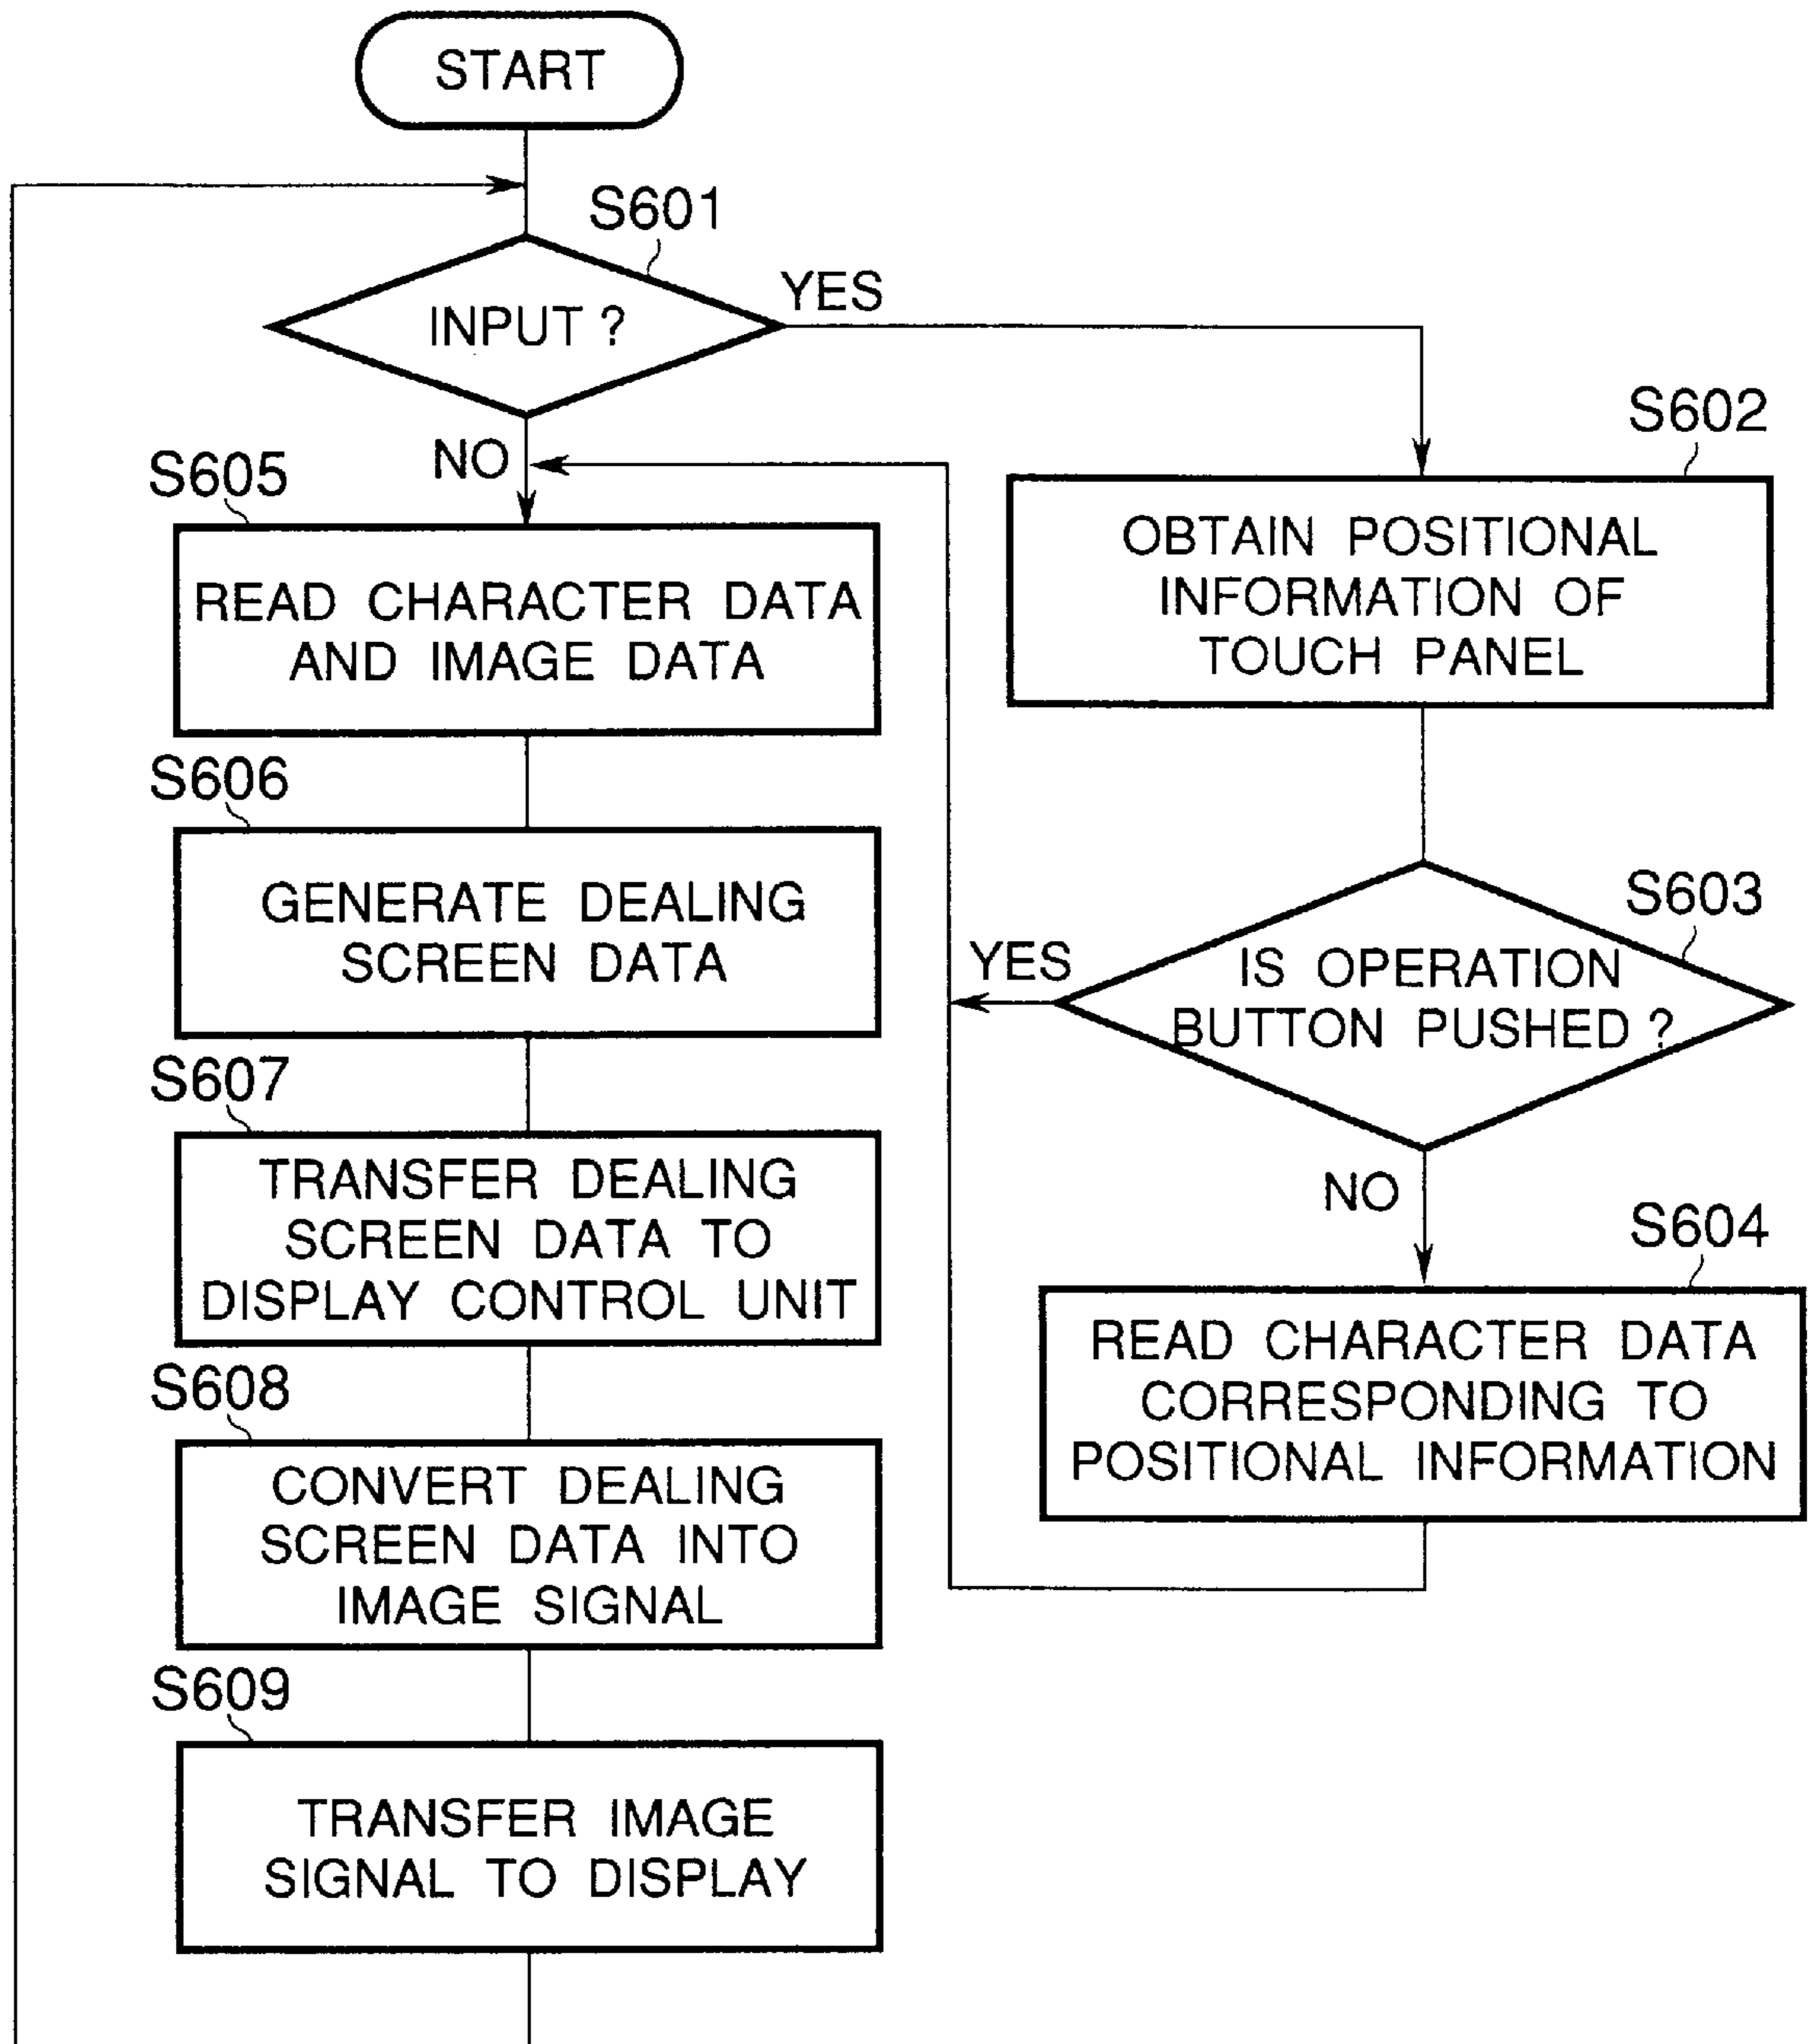 START
S601
INPUT ?
YES
NO
S602
OBTAIN POSITIONAL
INFORMATION OF
TOUCH PANEL
S603
IS OPERATION
BUTTON PUSHED ?
YES
NO
S604
READ CHARACTER DATA
CORRESPONDING TO
POSITIONAL INFORMATION
S605
READ CHARACTER DATA
AND IMAGE DATA
S606
GENERATE DEALING
SCREEN DATA
S607
TRANSFER DEALING
SCREEN DATA TO
DISPLAY CONTROL UNIT
S608
CONVERT DEALING
SCREEN DATA INTO
IMAGE SIGNAL
S609
TRANSFER IMAGE
SIGNAL TO DISPLAY